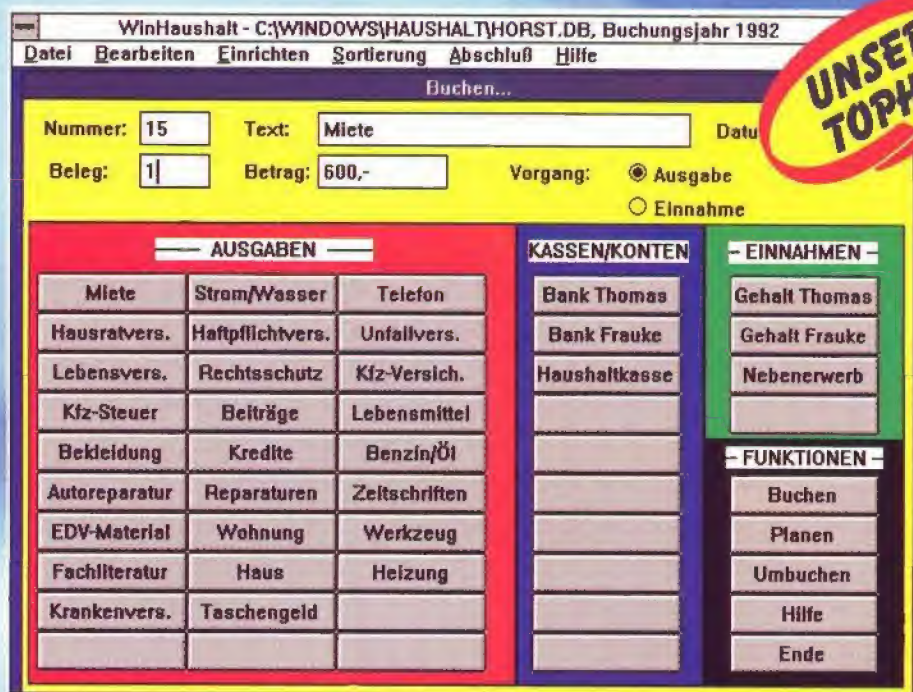 WinHaushalt - C:\WINDOWS\HAUSHALT\HORST.DB, Buchungsjahr 1992
Datei Bearbeiten Einrichten Sortierung Abschluß Hilfe
Buchen...
Nummer: 15 Text: Miete
Beleg: 1 Betrag: 600,- Vorgang: Ausgabe
Einnahme
AUSGABEN KASSEN/KONTEN EINNAHMEN
Miete Strom/Wasser Telefon Bank Thomas Gehalt Thomas
Hausratvers. Haftpflichtvers. Unfallvers. Bank Frauke Gehalt Frauke
Lebensvers. Rechtsschutz Kfz-Versich. Haushaltkasse Nebenerwerb
Kfz-Steuer Beiträge Lebensmittel
Bekleidung Kredite Benzin/Öl FUNKTIONEN
Autoreparatur Reparaturen Zeitschriften Buchen
EDV-Material Wohnung Werkzeug Planen
Fachliteratur Haus Heizung Umbuchen
Krankenvers. Taschengeld Hilfe
Ende